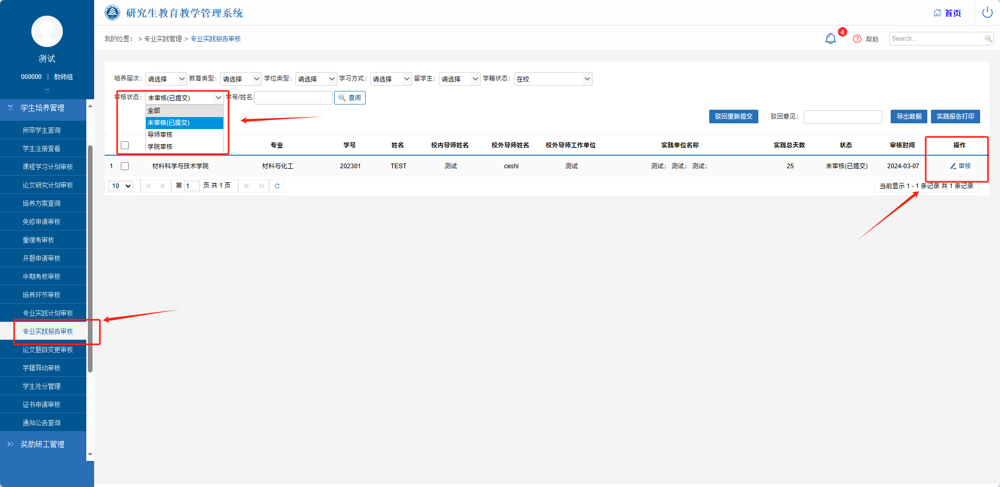 研究生教育教学管理系统
首页
测试
000000 | 教师组
我的位置： > 专业实践管理 > 专业实践报告审核
4
帮助
Search...
学生培养管理
所带学生查询
学生注册查看
课程学习计划审核
论文研究计划审核
培养方案查询
免修申请审核
重缓考审核
开题申请审核
中期考核审核
培养环节审核
专业实践计划审核
专业实践报告审核
论文题目变更审核
学籍异动审核
学生处分管理
证书申请审核
通知公告查询
奖助研工管理
培养层次： 请选择 教育类型： 请选择 学位类型： 请选择 学习方式： 请选择 留学生： 请选择 学籍状态： 在校
审核状态： 未审核(已提交) 学号/姓名: 查询
全部
未审核(已提交)
导师审核
学院审核
驳回重新提交 驳回意见： 导出数据 实践报告打印
专业 学号 姓名 校内导师姓名 校外导师姓名 校外导师工作单位 实践单位名称 实践总天数 状态 审核时间 操作
1 材料科学与技术学院 材料与化工 202301 TEST 测试 ceshi 测试 测试； 测试； 测试； 25 未审核(已提交) 2024-03-07 审核
10 第 1 页 共 1 页 当前显示 1 - 1 条记录 共 1 条记录